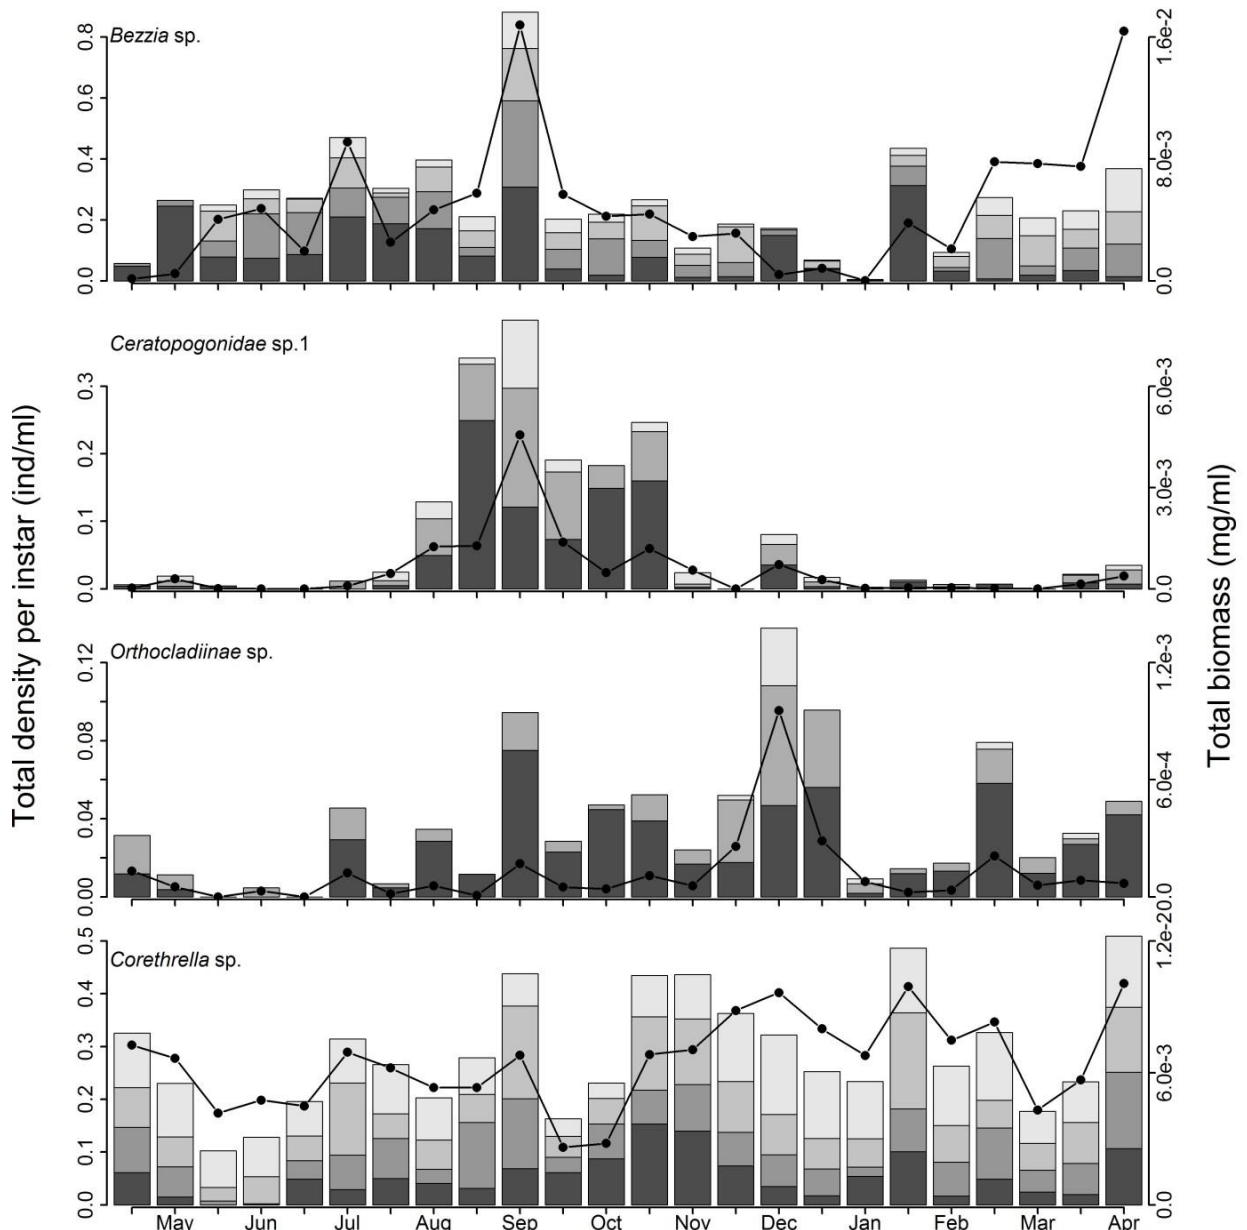 Total density per instar (ind/ml)
Total biomass (mg/ml)
Bezzia sp.
0.8
0.6
0.4
0.2
0.0
1.6e-2
8.0e-3
0.0
Ceratopogonidae sp.1
0.3
0.2
0.1
0.0
6.0e-3
3.0e-3
0.0
Orthocladiinae sp.
0.12
0.08
0.04
0.00
1.2e-3
6.0e-4
0.0
Corethrella sp.
0.5
0.4
0.3
0.2
0.1
0.0
1.2e-2
6.0e-3
0.0
May Jun Jul Aug Sep Oct Nov Dec Jan Feb Mar Apr